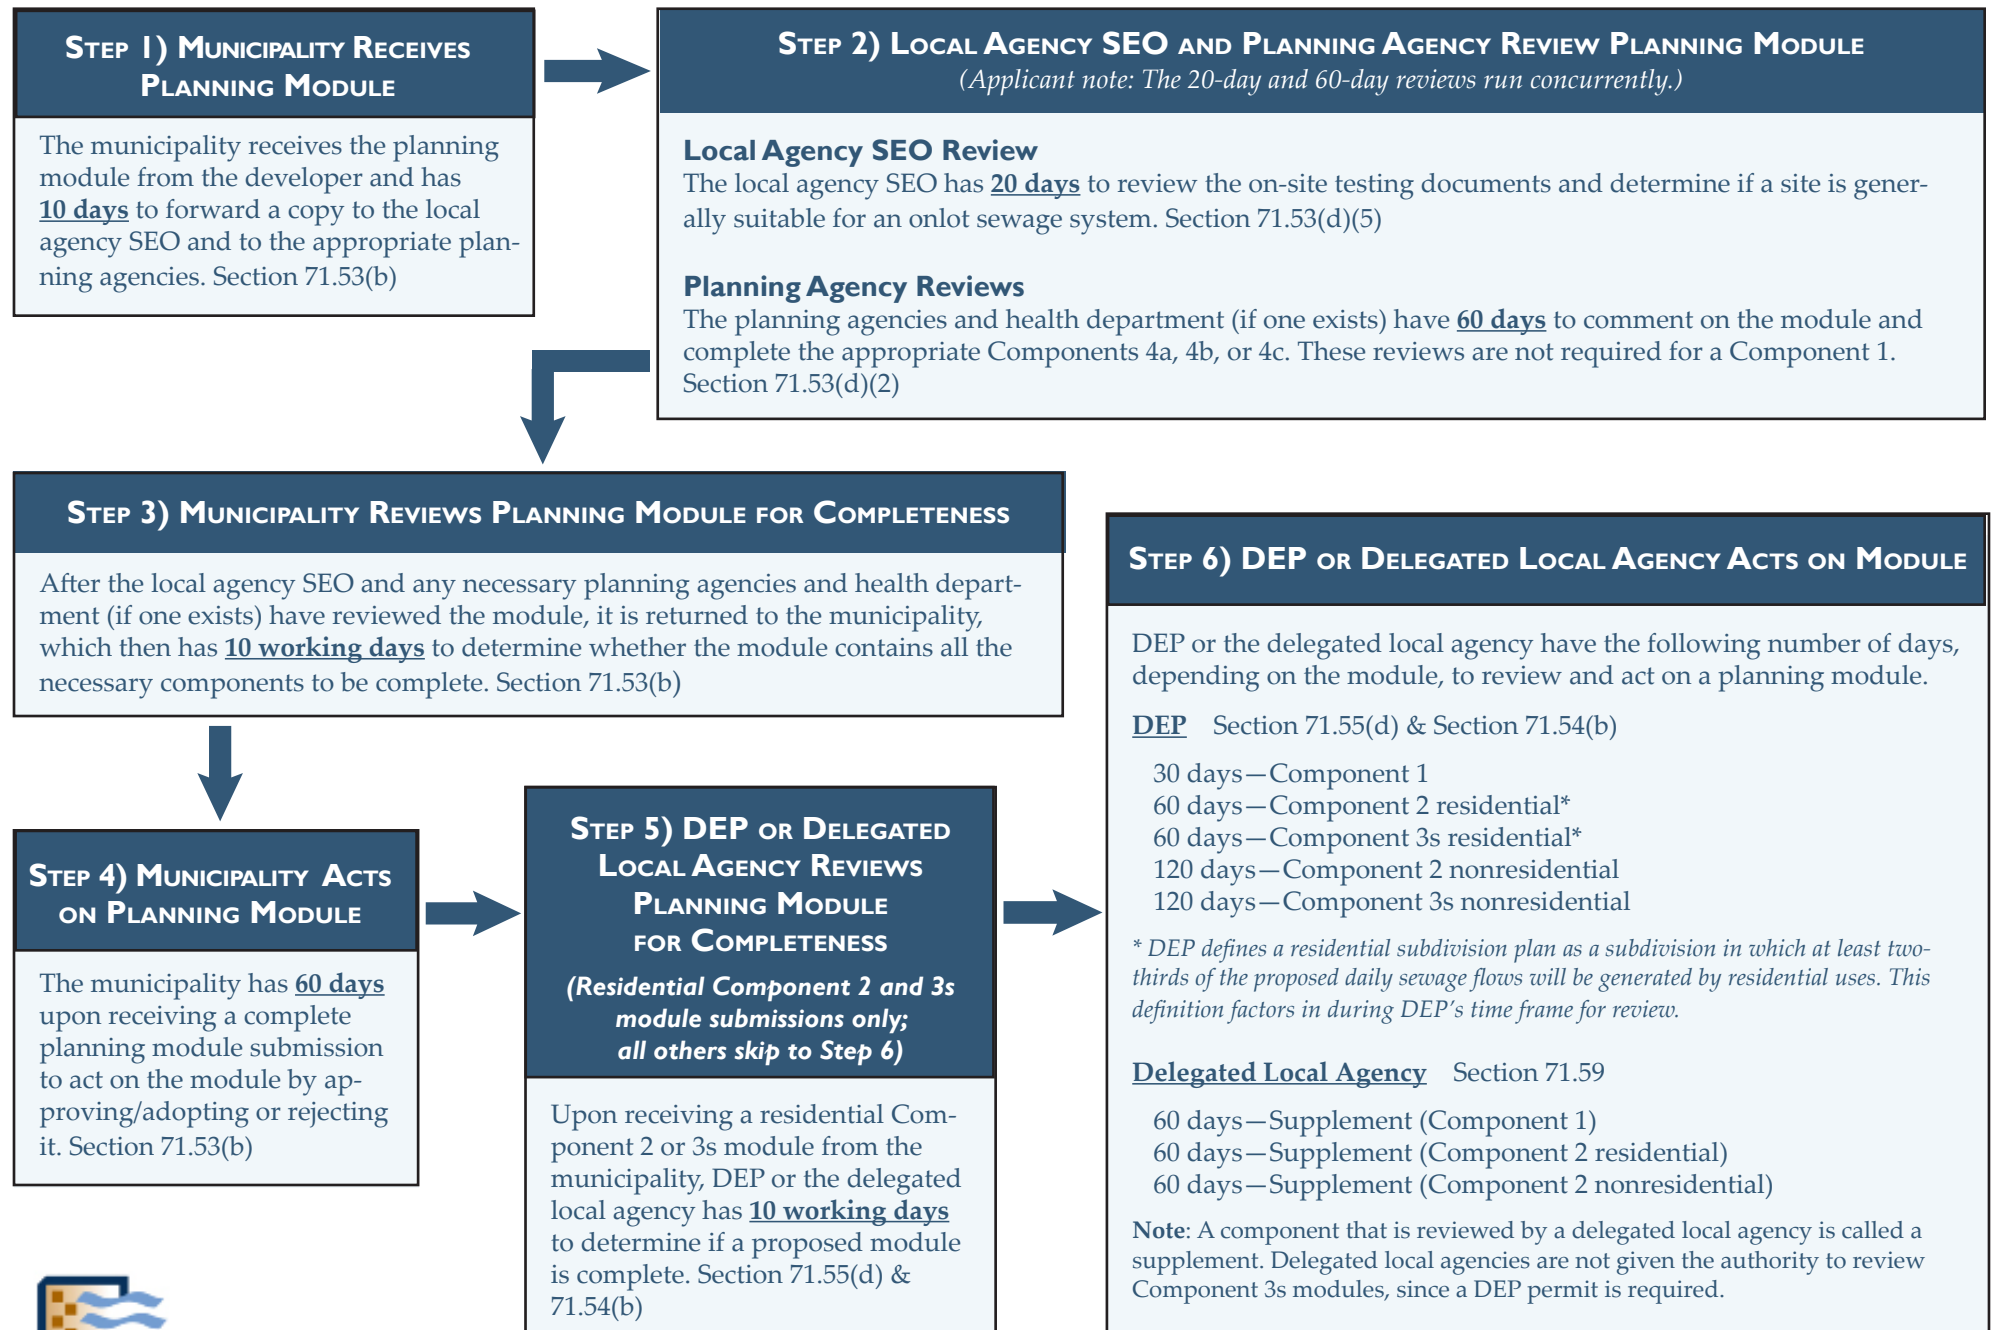 Step 1) Municipality Receives
Planning Module
The municipality receives the planning
module from the developer and has
10 days to forward a copy to the local
agency SEO and to the appropriate plan-
ning agencies. Section 71.53(b)
Step 2) Local Agency SEO and Planning Agency Review Planning Module
(Applicant note: The 20-day and 60-day reviews run concurrently.)
Local Agency SEO Review
The local agency SEO has 20 days to review the on-site testing documents and determine if a site is gener-
ally suitable for an onlot sewage system. Section 71.53(d)(5)
Planning Agency Reviews
The planning agencies and health department (if one exists) have 60 days to comment on the module and
complete the appropriate Components 4a, 4b, or 4c. These reviews are not required for a Component 1.
Section 71.53(d)(2)
Step 3) Municipality Reviews Planning Module for Completeness
After the local agency SEO and any necessary planning agencies and health depart-
ment (if one exists) have reviewed the module, it is returned to the municipality,
which then has 10 working days to determine whether the module contains all the
necessary components to be complete. Section 71.53(b)
Step 4) Municipality Acts
on Planning Module
The municipality has 60 days
upon receiving a complete
planning module submission
to act on the module by ap-
proving/adopting or rejecting
it. Section 71.53(b)
Step 5) DEP or Delegated
Local Agency Reviews
Planning Module
for Completeness
(Residential Component 2 and 3s
module submissions only;
all others skip to Step 6)
Upon receiving a residential Com-
ponent 2 or 3s module from the
municipality, DEP or the delegated
local agency has 10 working days
to determine if a proposed module
is complete. Section 71.55(d) &
71.54(b)
Step 6) DEP or Delegated Local Agency Acts on Module
DEP or the delegated local agency have the following number of days,
depending on the module, to review and act on a planning module.
DEP Section 71.55(d) & Section 71.54(b)
30 days—Component 1
60 days—Component 2 residential*
60 days—Component 3s residential*
120 days—Component 2 nonresidential
120 days—Component 3s nonresidential
* DEP defines a residential subdivision plan as a subdivision in which at least two-
thirds of the proposed daily sewage flows will be generated by residential uses. This
definition factors in during DEP's time frame for review.
Delegated Local Agency Section 71.59
60 days—Supplement (Component 1)
60 days—Supplement (Component 2 residential)
60 days—Supplement (Component 2 nonresidential)
Note: A component that is reviewed by a delegated local agency is called a
supplement. Delegated local agencies are not given the authority to review
Component 3s modules, since a DEP permit is required.